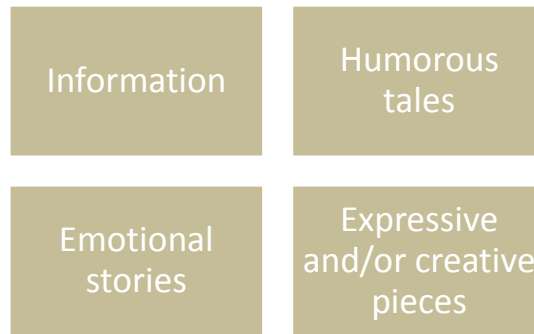 Information
Humorous
tales
Emotional
stories
Expressive
and/or creative
pieces